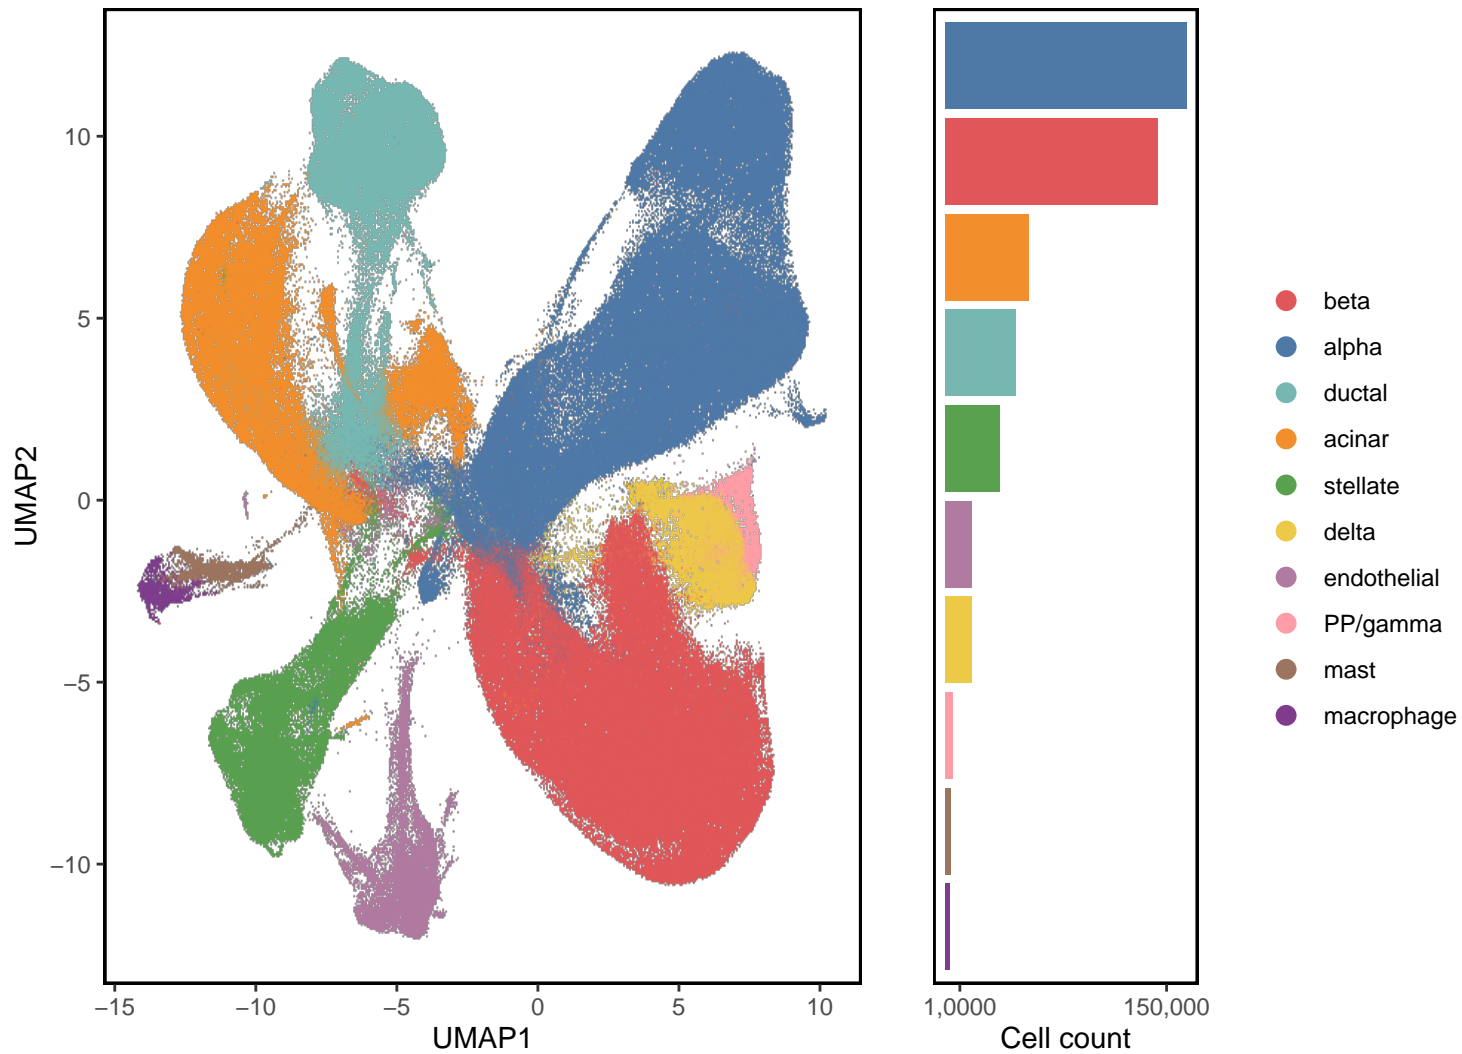 10
5
0
−5
−10
UMAP2
−15
−10
−5
0
5
10
UMAP1
1,0000
150,000
Cell count
beta
alpha
ductal
acinar
stellate
delta
endothelial
PP/gamma
mast
macrophage